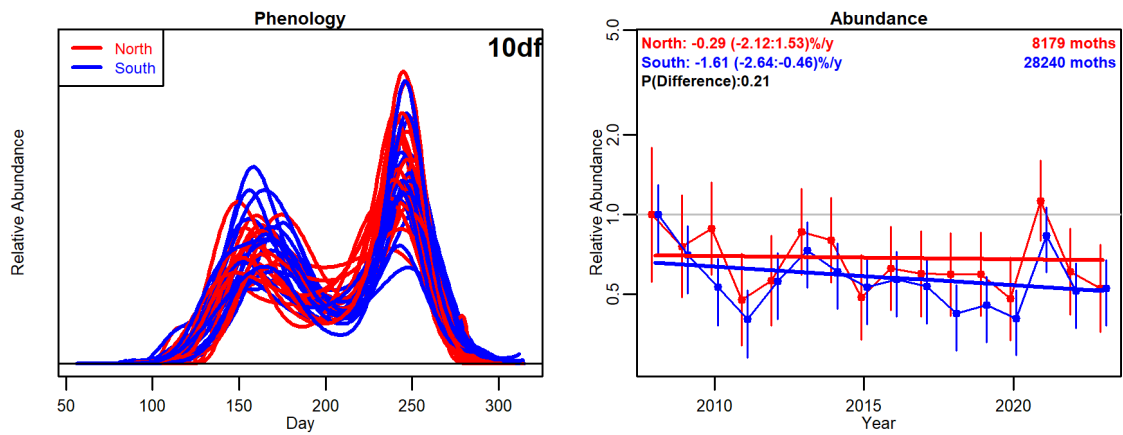 Phenology
10df
North
South
Relative Abundance
50
100
150
200
250
300
Day
Abundance
North: -0.29 (-2.12:1.53)%/y
8179 moths
South: -1.61 (-2.64:-0.46)%/y
28240 moths
P(Difference):0.21
Relative Abundance
5.0
2.0
1.0
0.5
2010
2015
2020
Year